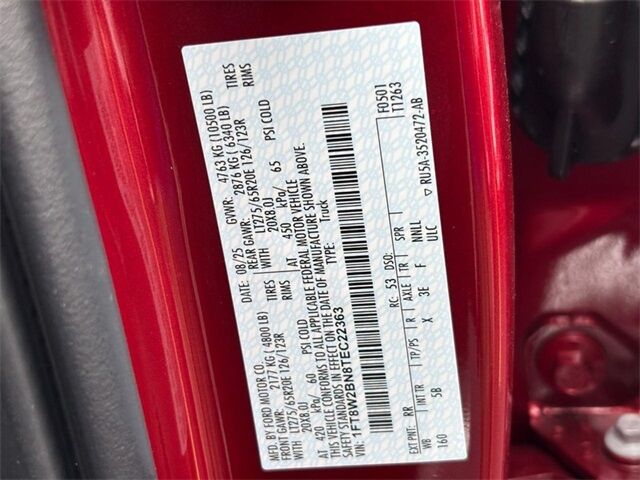 MFD. BY FORD MOTOR CO. DATE: 08/25 GVWR: 4763 KG (10500 LB)
FRONT GAWR: 2177 KG (4800 LB) REAR GAWR: 2876 KG (6340 LB)
LT275/65R20E 126/123R TIRES WITH LT275/65R20E 126/123R TIRES
20X8.0J RIMS 20X8.0J RIMS
AT 420 kPa/ 60 PSI COLD AT 450 kPa/ 65 PSI COLD
THIS VEHICLE CONFORMS TO ALL APPLICABLE FEDERAL MOTOR VEHICLE
SAFETY STANDARDS IN EFFECT ON THE DATE OF MANUFACTURE SHOWN ABOVE.
VIN: 1FT8W2BN8TEC22363 TYPE: Truck
F0501
T1263
EXT PNT: RR RC: 53 DSO:
WB INT TR TP/PS R AXLE TR SPR
160 5B X 3E F NNLL
ULC
▽ RU5A-3520472-AB